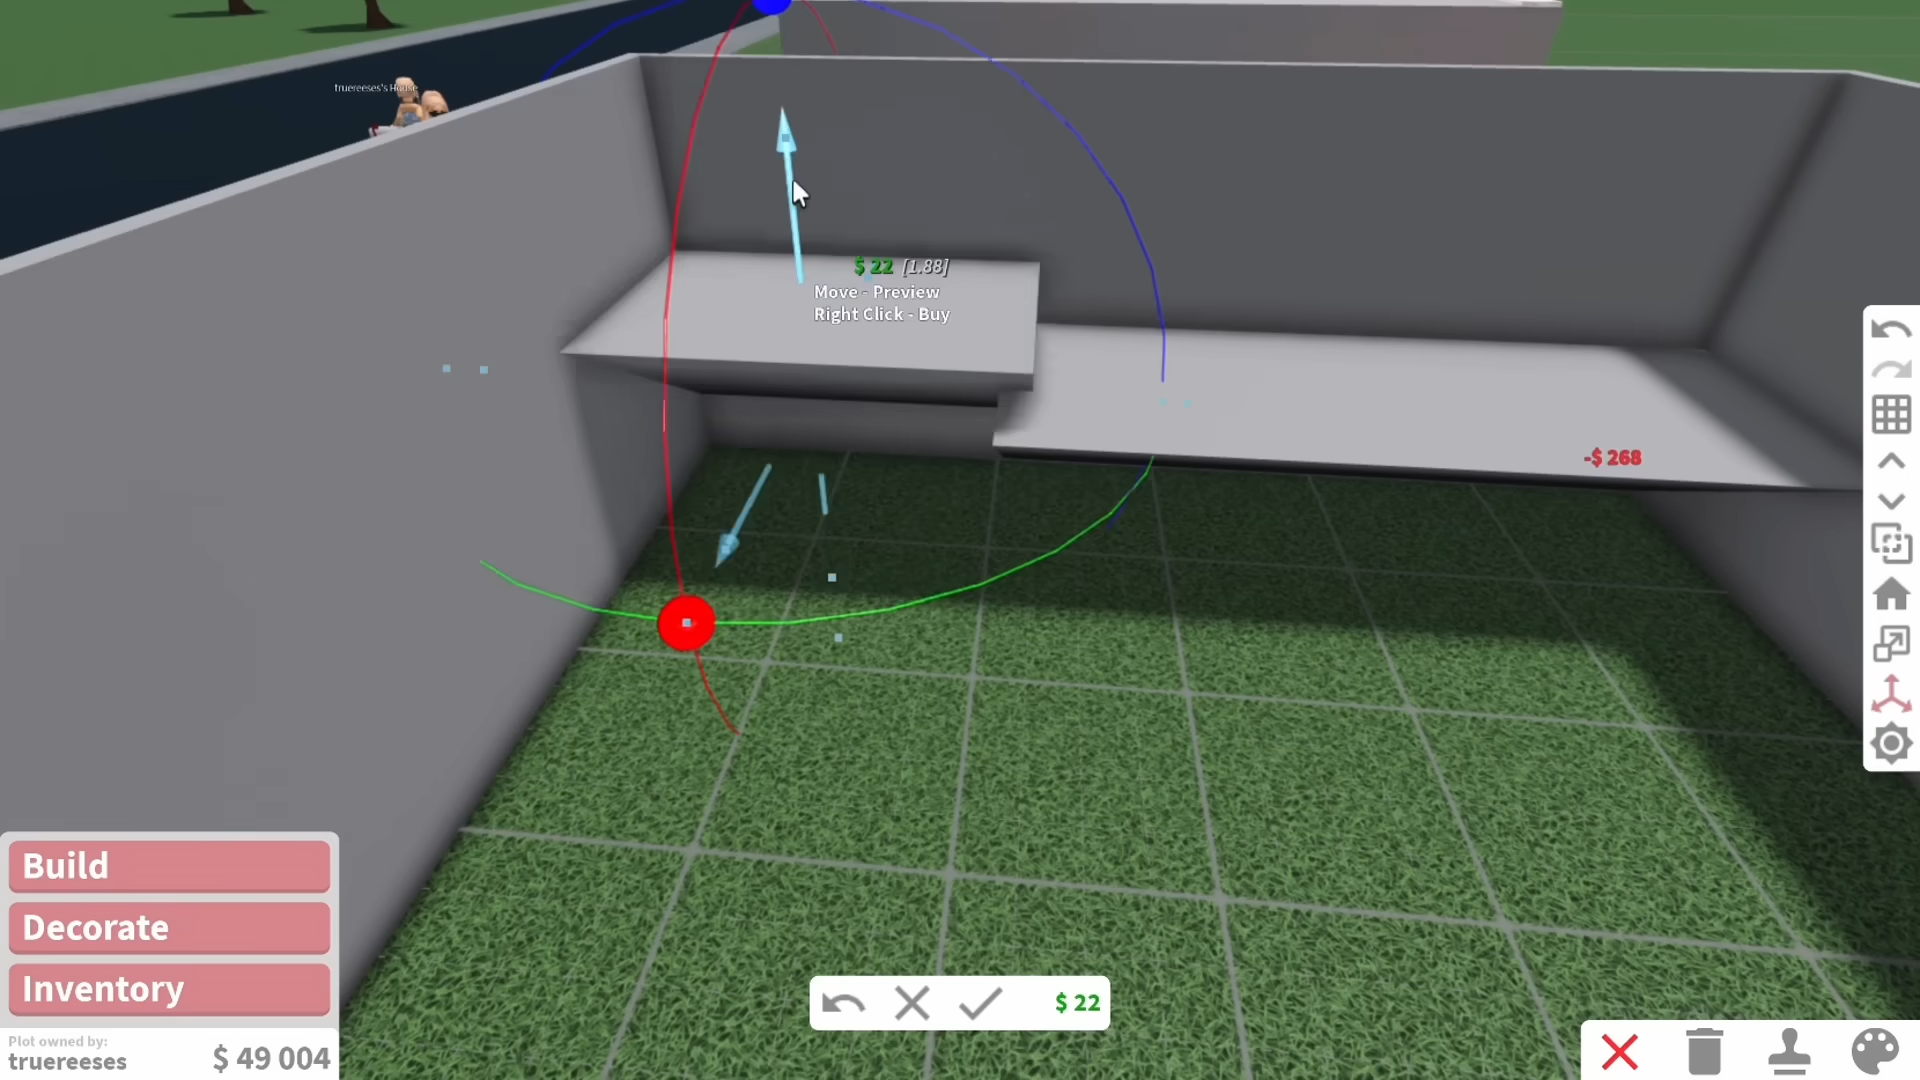 truereeses's House
$ 22 [1.88]
Move - Preview
Right Click - Buy
-$ 268
Build
Decorate
Inventory
Plot owned by:
truereeses
$ 49 004
$ 22